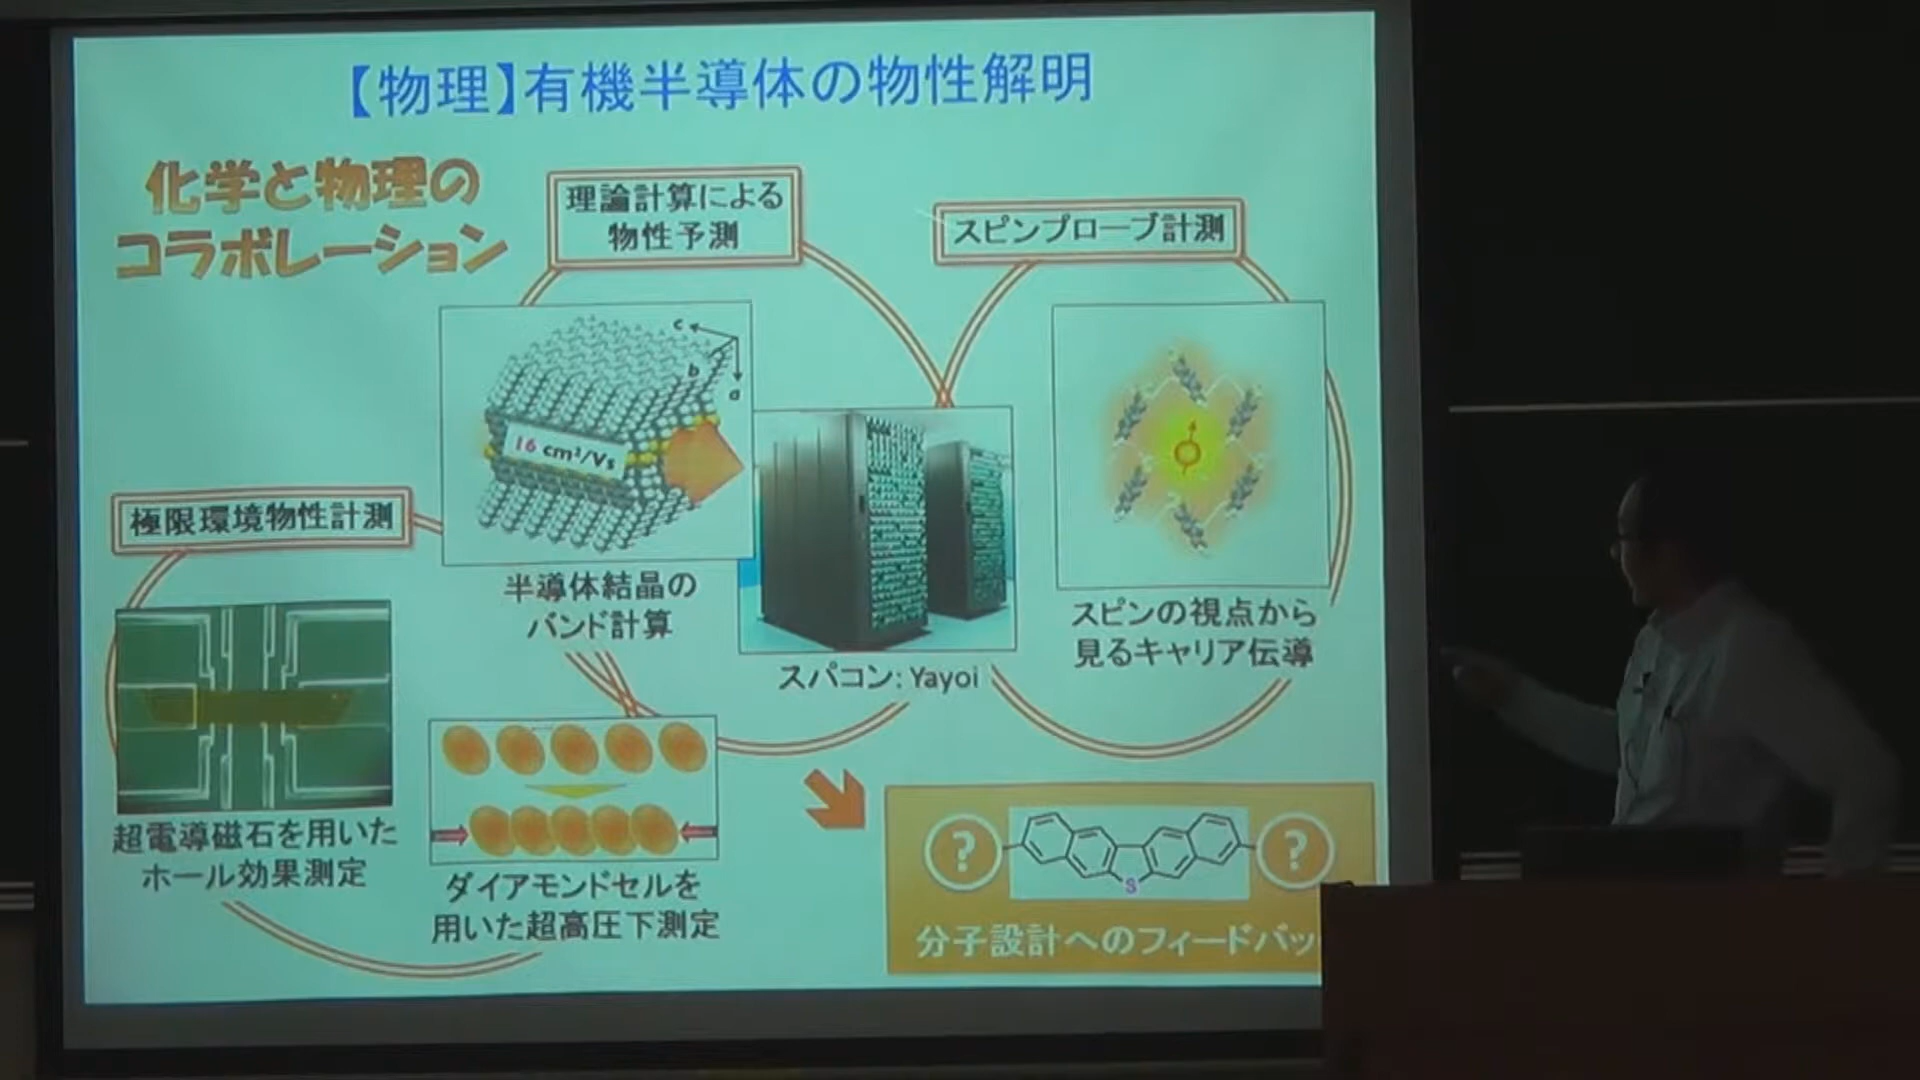 【物理】有機半導体の物性解明
化学と物理の
コラボレーション
理論計算による
物性予測
スピンプローブ計測
c
b
a
16 cm²/Vs
極限環境物性計測
半導体結晶の
バンド計算
スパコン: Yayoi
スピンの視点から
見るキャリア伝導
超電導磁石を用いた
ホール効果測定
ダイアモンドセルを
用いた超高圧下測定
? S ?
分子設計へのフィードバッ